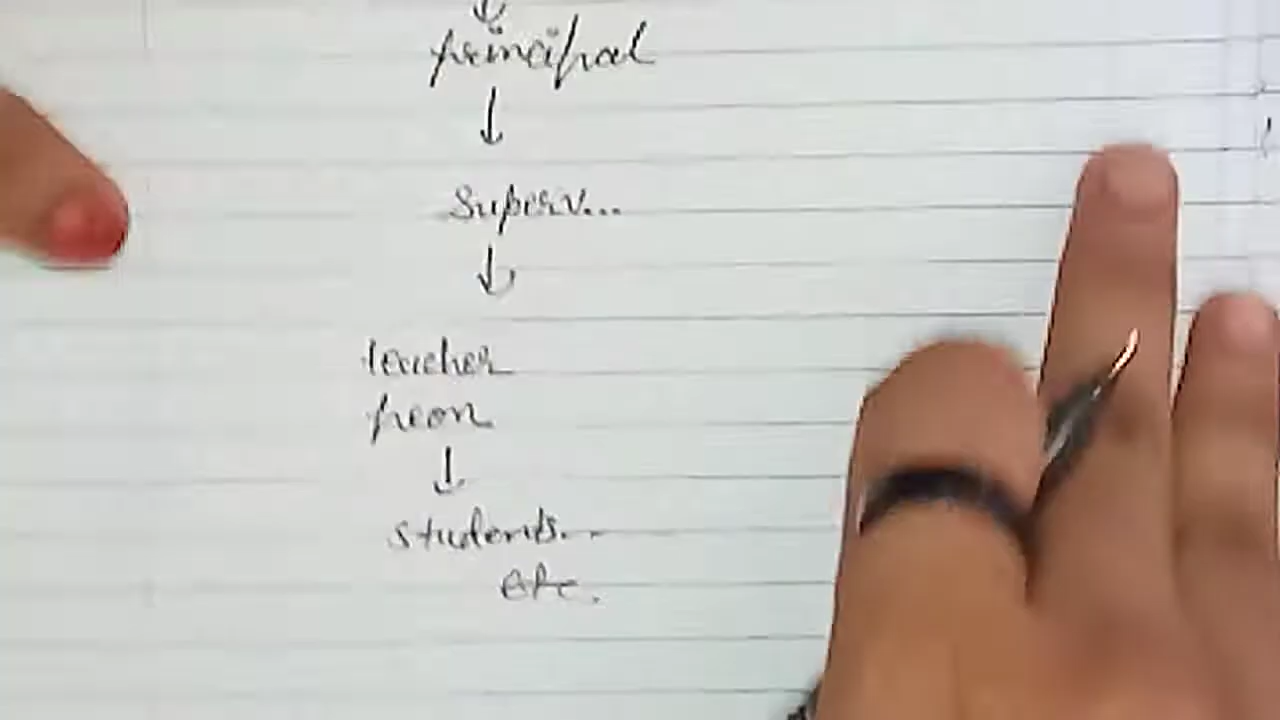 ↓
principal
↓
Superv...
↓
teacher
peon
↓
students...
etc.